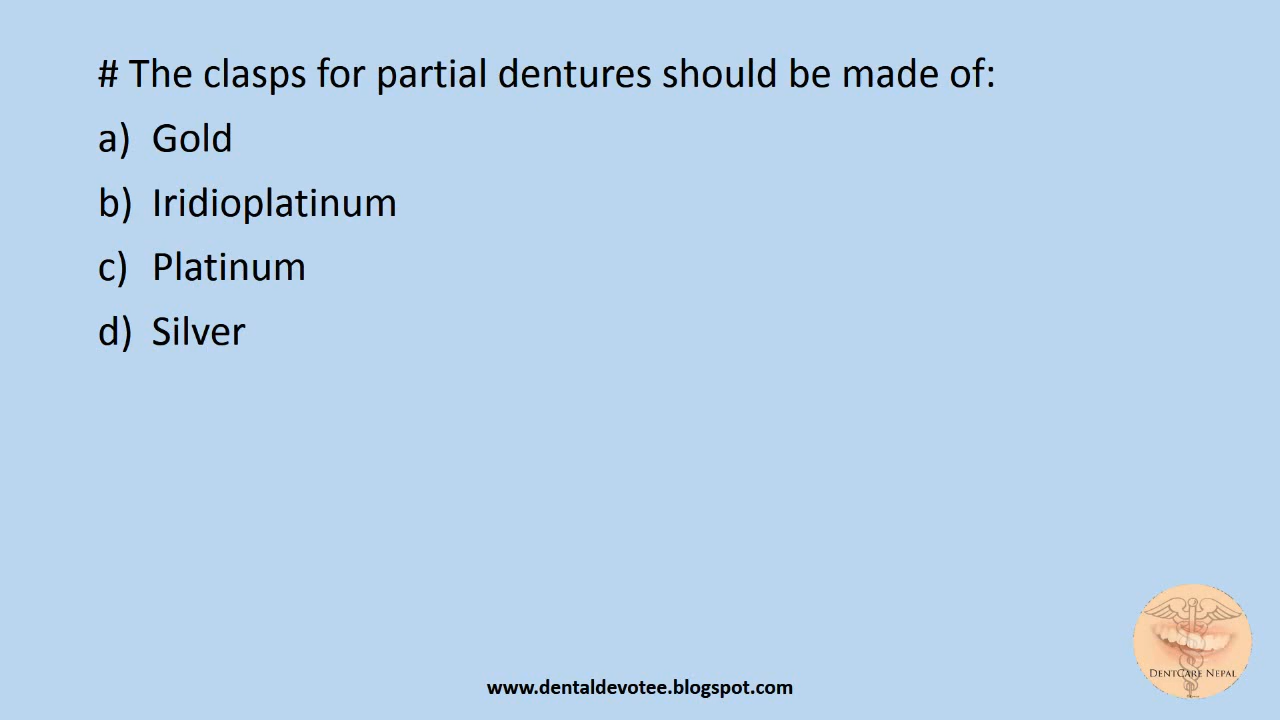 # The clasps for partial dentures should be made of:
a) Gold
b) Iridioplatinum
c) Platinum
d) Silver
DENTCARE NEPAL
www.dentaldevotee.blogspot.com